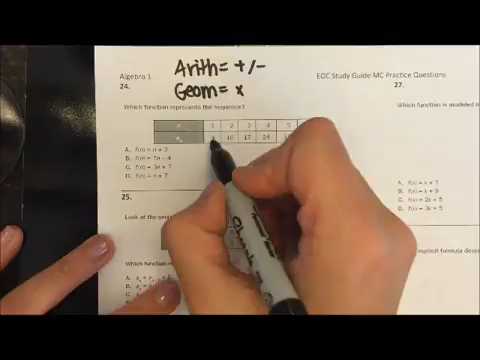 Arith= +/-
Algebra 1
EOC Study Guide MC Practice Questions
Geom= x
24.
27.
Which function represents the sequence?
Which function is modeled
n 1 2 3 4 5
10 17 24
A. f(n) = n + 3
B. f(n) = 7n - 4
C. f(n) = 3n + 7
D. f(n) = n + 7
A. f(x) = x + 7
B. f(x) = x + 9
C. f(x) = 2x + 5
D. f(x) = 3x + 5
25.
Look at the
explicit formula
Which function